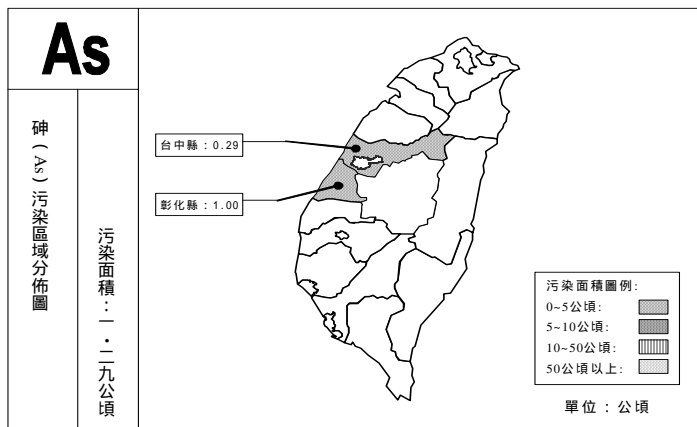 As
砷(As)污染區域分佈圖
污染面積：一・二九公頃
台中縣：0.29
彰化縣：1.00
污染面積圖例:
0~5公頃:
5~10公頃:
10~50公頃:
50公頃以上:
單位：公頃